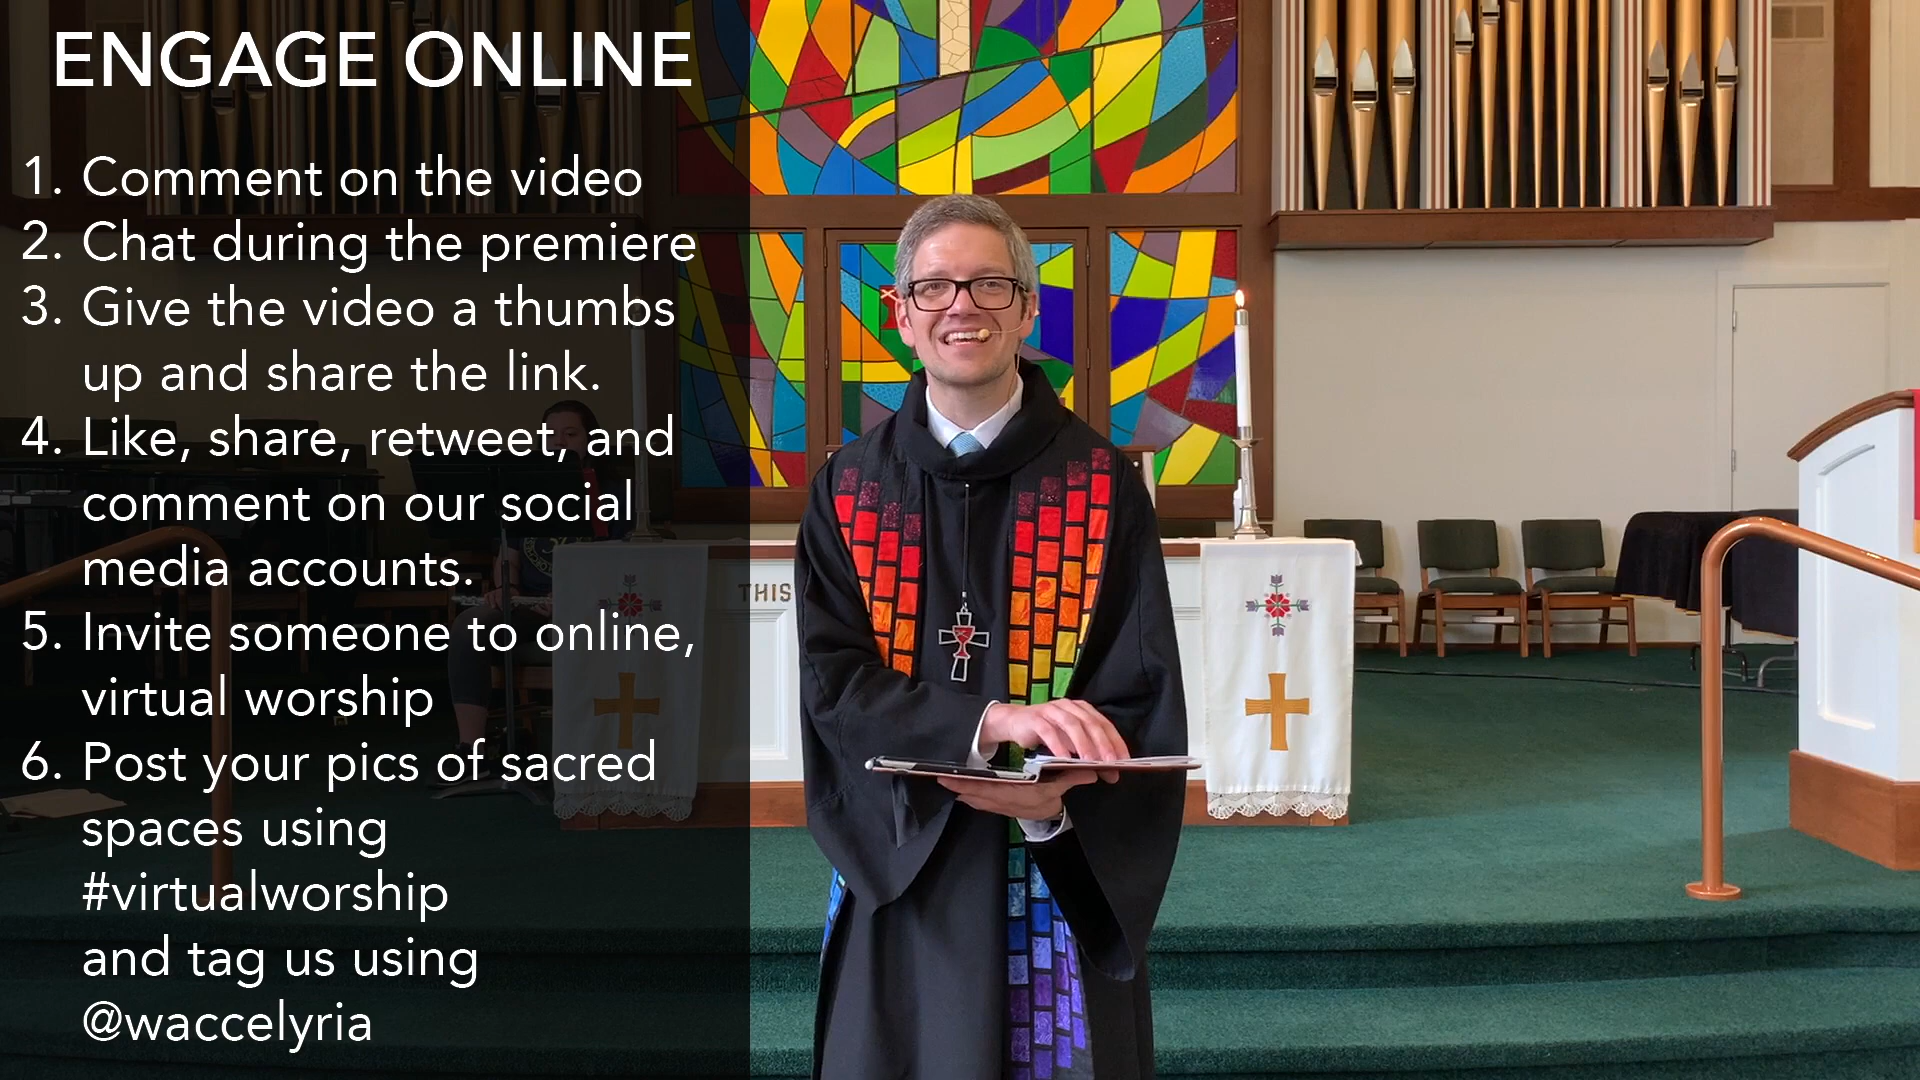 ENGAGE ONLINE
1. Comment on the video
2. Chat during the premiere
3. Give the video a thumbs
up and share the link.
4. Like, share, retweet, and
comment on our social
media accounts.
5. Invite someone to online,
virtual worship
6. Post your pics of sacred
spaces using
#virtualworship
and tag us using
@waccelyria
THIS